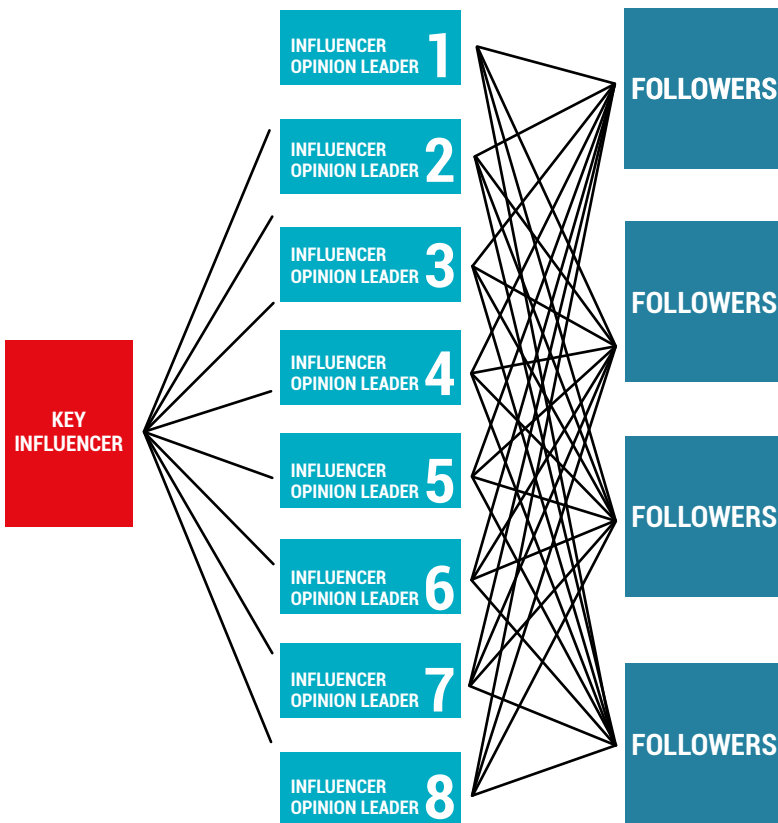 KEY
INFLUENCER
INFLUENCER
OPINION LEADER 1
INFLUENCER
OPINION LEADER 2
INFLUENCER
OPINION LEADER 3
INFLUENCER
OPINION LEADER 4
INFLUENCER
OPINION LEADER 5
INFLUENCER
OPINION LEADER 6
INFLUENCER
OPINION LEADER 7
INFLUENCER
OPINION LEADER 8
FOLLOWERS
FOLLOWERS
FOLLOWERS
FOLLOWERS